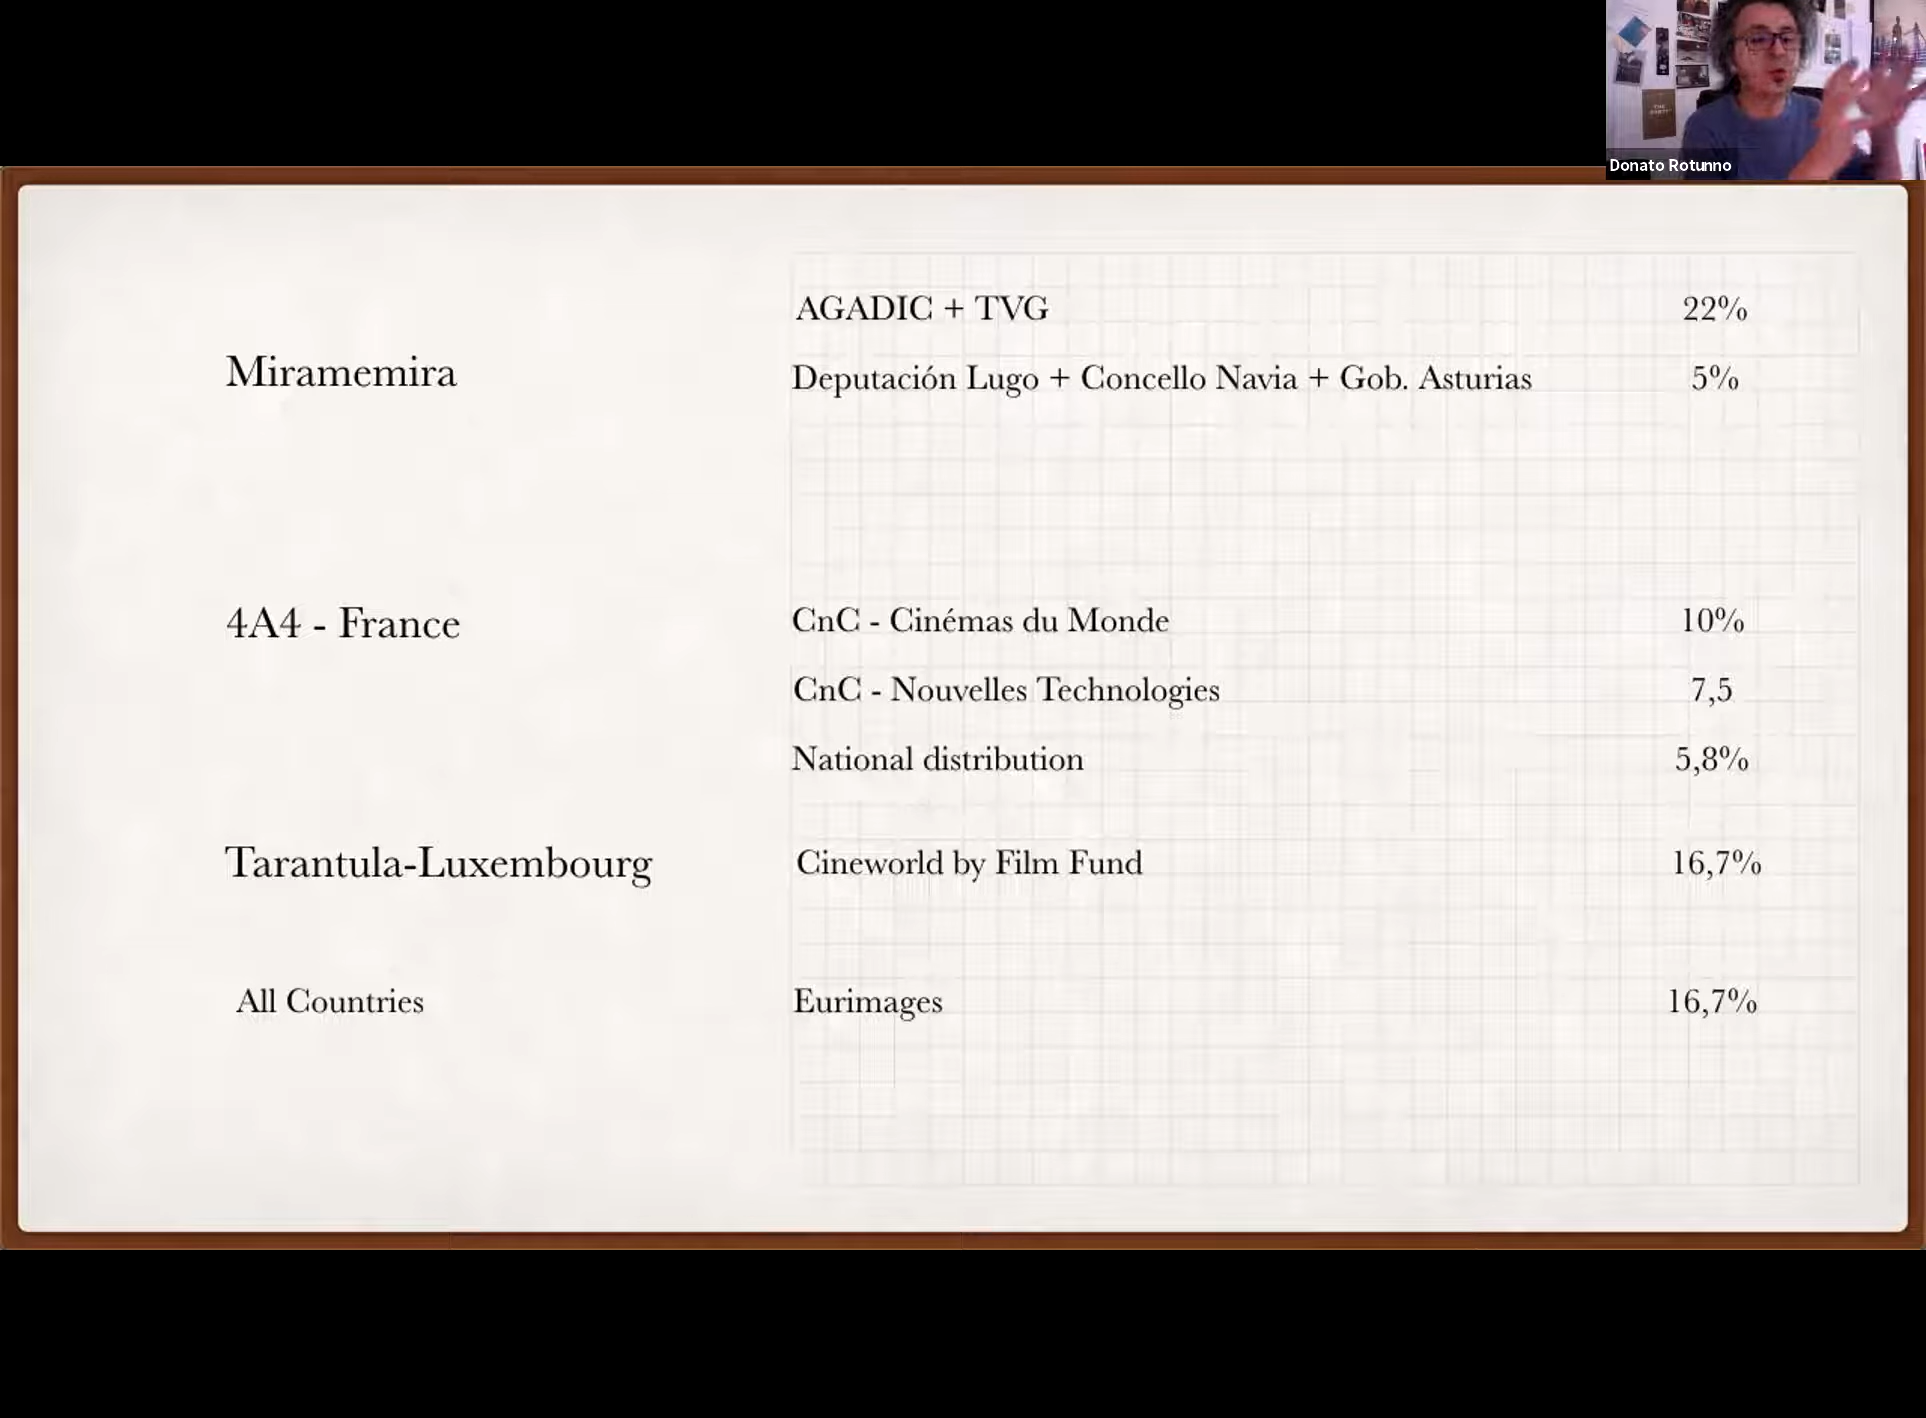 Donato Rotunno
AGADIC + TVG 22%
Miramemira
Deputación Lugo + Concello Navia + Gob. Asturias 5%
4A4 - France CnC - Cinémas du Monde 10%
CnC - Nouvelles Technologies 7,5
National distribution 5,8%
Tarantula-Luxembourg Cineworld by Film Fund 16,7%
All Countries Eurimages 16,7%